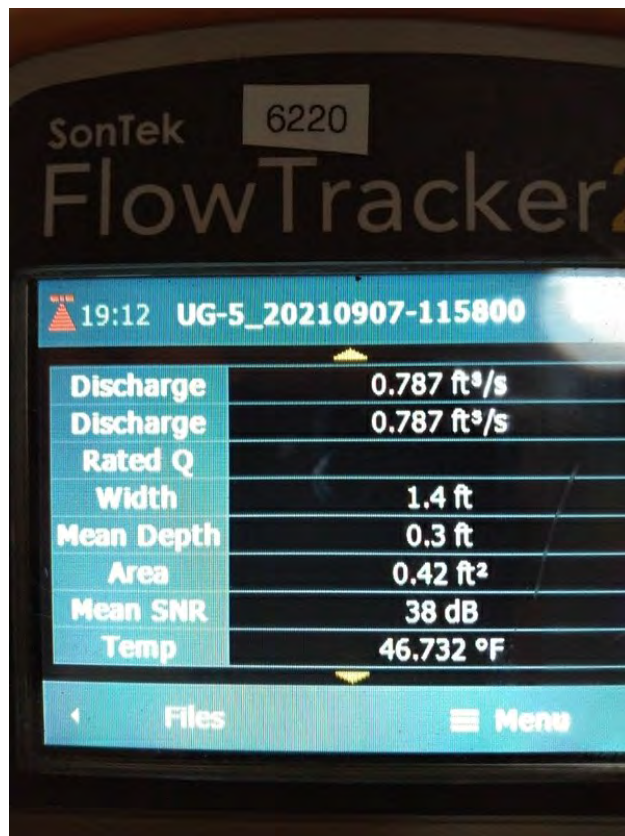 6220
SonTek
FlowTracker2
19:12 UG-5_20210907-115800
Discharge 0.787 ft³/s
Discharge 0.787 ft³/s
Rated Q
Width 1.4 ft
Mean Depth 0.3 ft
Area 0.42 ft²
Mean SNR 38 dB
Temp 46.732 °F
Files Menu